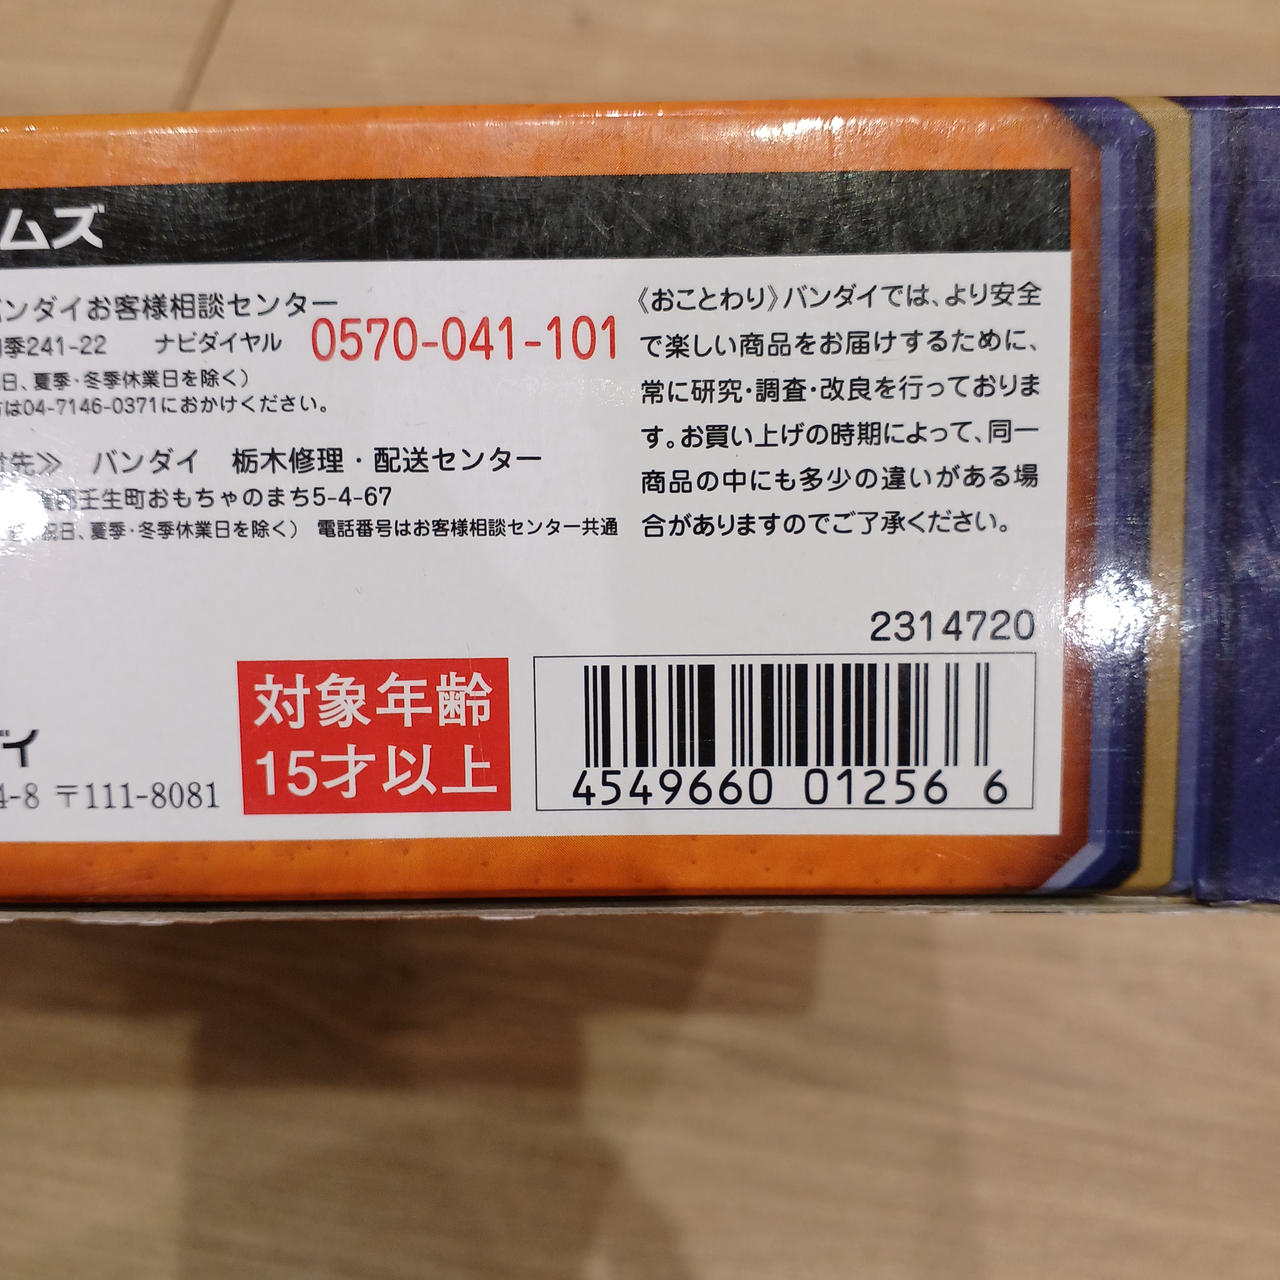 ムズ
バンダイお客様相談センター
季241-22 ナビダイヤル 0570-041-101
日、夏季・冬季休業日を除く）
は04-7146-0371におかけください。
先≫ バンダイ 栃木修理・配送センター
壬生町おもちゃのまち5-4-67
祝日、夏季・冬季休業日を除く） 電話番号はお客様相談センター共通
《おことわり》バンダイでは、より安全
で楽しい商品をお届けするために、
常に研究・調査・改良を行っておりま
す。お買い上げの時期によって、同一
商品の中にも多少の違いがある場
合がありますのでご了承ください。
2314720
対象年齢
15才以上
イ
4-8 〒111-8081
4549660 01256 6